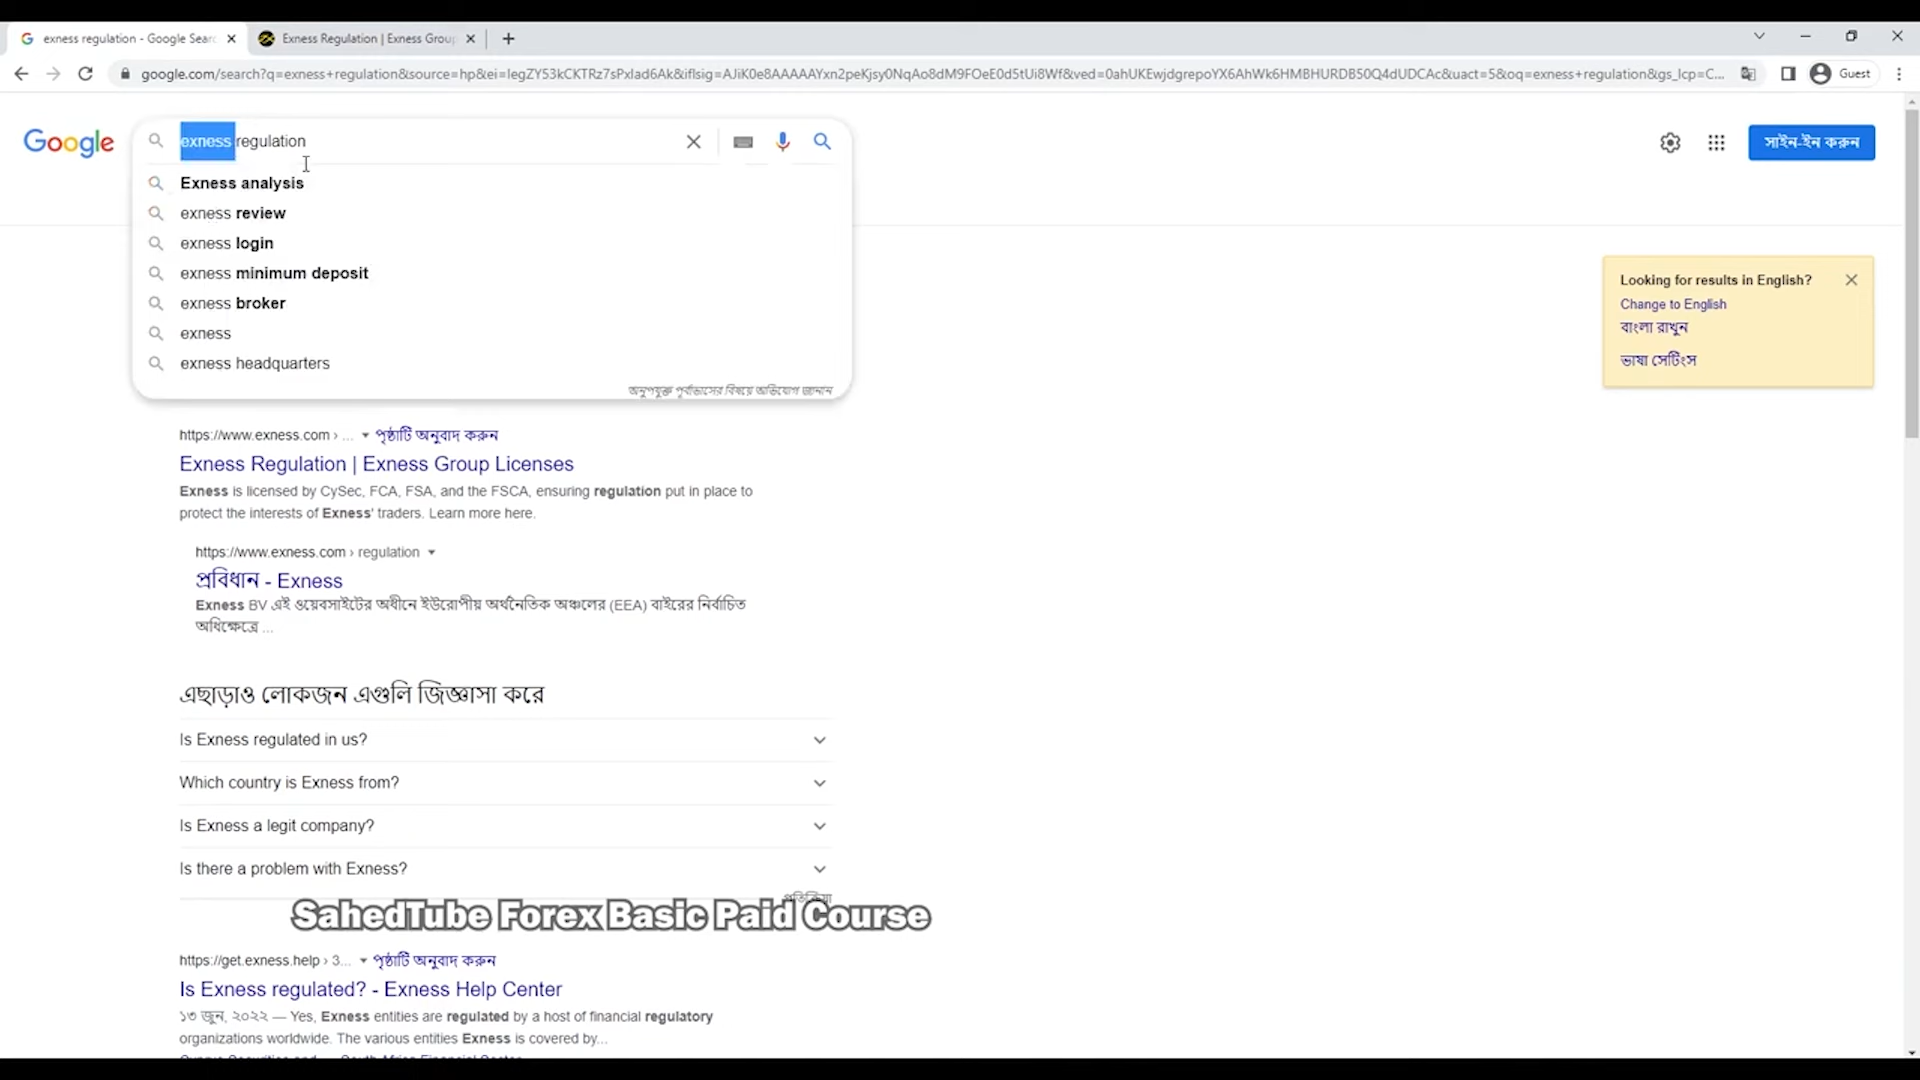 exness regulation - Google Sear
Exness Regulation | Exness Group
google.com/search?q=exness+regulation&source=hp&ei=legZY53kCKTRz7sPxIad6Ak&iflsig=AJiK0e8AAAAAYxn2peKjsy0NqAo8dM9FOeE0d5tUi8Wf&ved=0ahUKEwjdgrepoYX6AhWk6HMBHURDB50Q4dUDCAc&uact=5&oq=exness+regulation&gs_lcp=C...
Guest
Google
exness regulation
সাইন-ইন করুন
Exness analysis
exness review
exness login
exness minimum deposit
exness broker
exness
exness headquarters
অনুপযুক্ত পূর্বাভাসের বিষয়ে অভিযোগ জানান
Looking for results in English?
Change to English
বাংলা রাখুন
ভাষা সেটিংস
https://www.exness.com › ... পৃষ্ঠাটি অনুবাদ করুন
Exness Regulation | Exness Group Licenses
Exness is licensed by CySec, FCA, FSA, and the FSCA, ensuring regulation put in place to
protect the interests of Exness' traders. Learn more here.
https://www.exness.com › regulation
প্রবিধান - Exness
Exness BV এই ওয়েবসাইটের অধীনে ইউরোপীয় অর্থনৈতিক অঞ্চলের (EEA) বাইরের নির্বাচিত
অধিক্ষেত্রে ...
এছাড়াও লোকজন এগুলি জিজ্ঞাসা করে
Is Exness regulated in us?
Which country is Exness from?
Is Exness a legit company?
Is there a problem with Exness?
প্রতিক্রিয়া
SahedTube Forex Basic Paid Course
https://get.exness.help › 3... পৃষ্ঠাটি অনুবাদ করুন
Is Exness regulated? - Exness Help Center
১৩ জুন, ২০২২ — Yes, Exness entities are regulated by a host of financial regulatory
organizations worldwide. The various entities Exness is covered by...